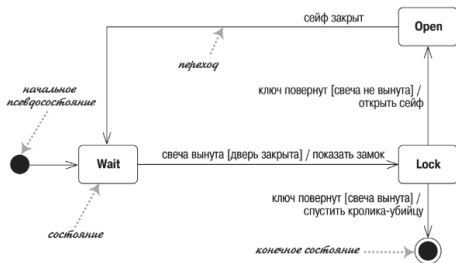 сейф закрыт
Open
переход
ключ повернут [свеча не вынута] /
открыть сейф
начальное
псевдосостояние
Wait
свеча вынута [дверь закрыта] / показать замок
Lock
ключ повернут [свеча вынута] /
спустить кролика-убийцу
состояние
конечное состояние